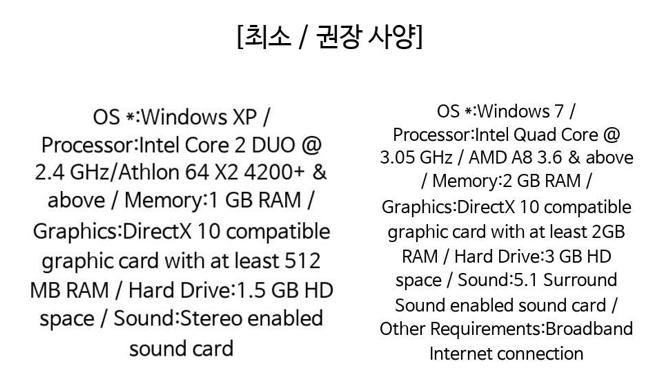 [최소 / 권장 사양]
OS *:Windows XP /
Processor:Intel Core 2 DUO @
2.4 GHz/Athlon 64 X2 4200+ &
above / Memory:1 GB RAM /
Graphics:DirectX 10 compatible
graphic card with at least 512
MB RAM / Hard Drive:1.5 GB HD
space / Sound:Stereo enabled
sound card
OS *:Windows 7 /
Processor:Intel Quad Core @
3.05 GHz / AMD A8 3.6 & above
/ Memory:2 GB RAM /
Graphics:DirectX 10 compatible
graphic card with at least 2GB
RAM / Hard Drive:3 GB HD
space / Sound:5.1 Surround
Sound enabled sound card /
Other Requirements:Broadband
Internet connection